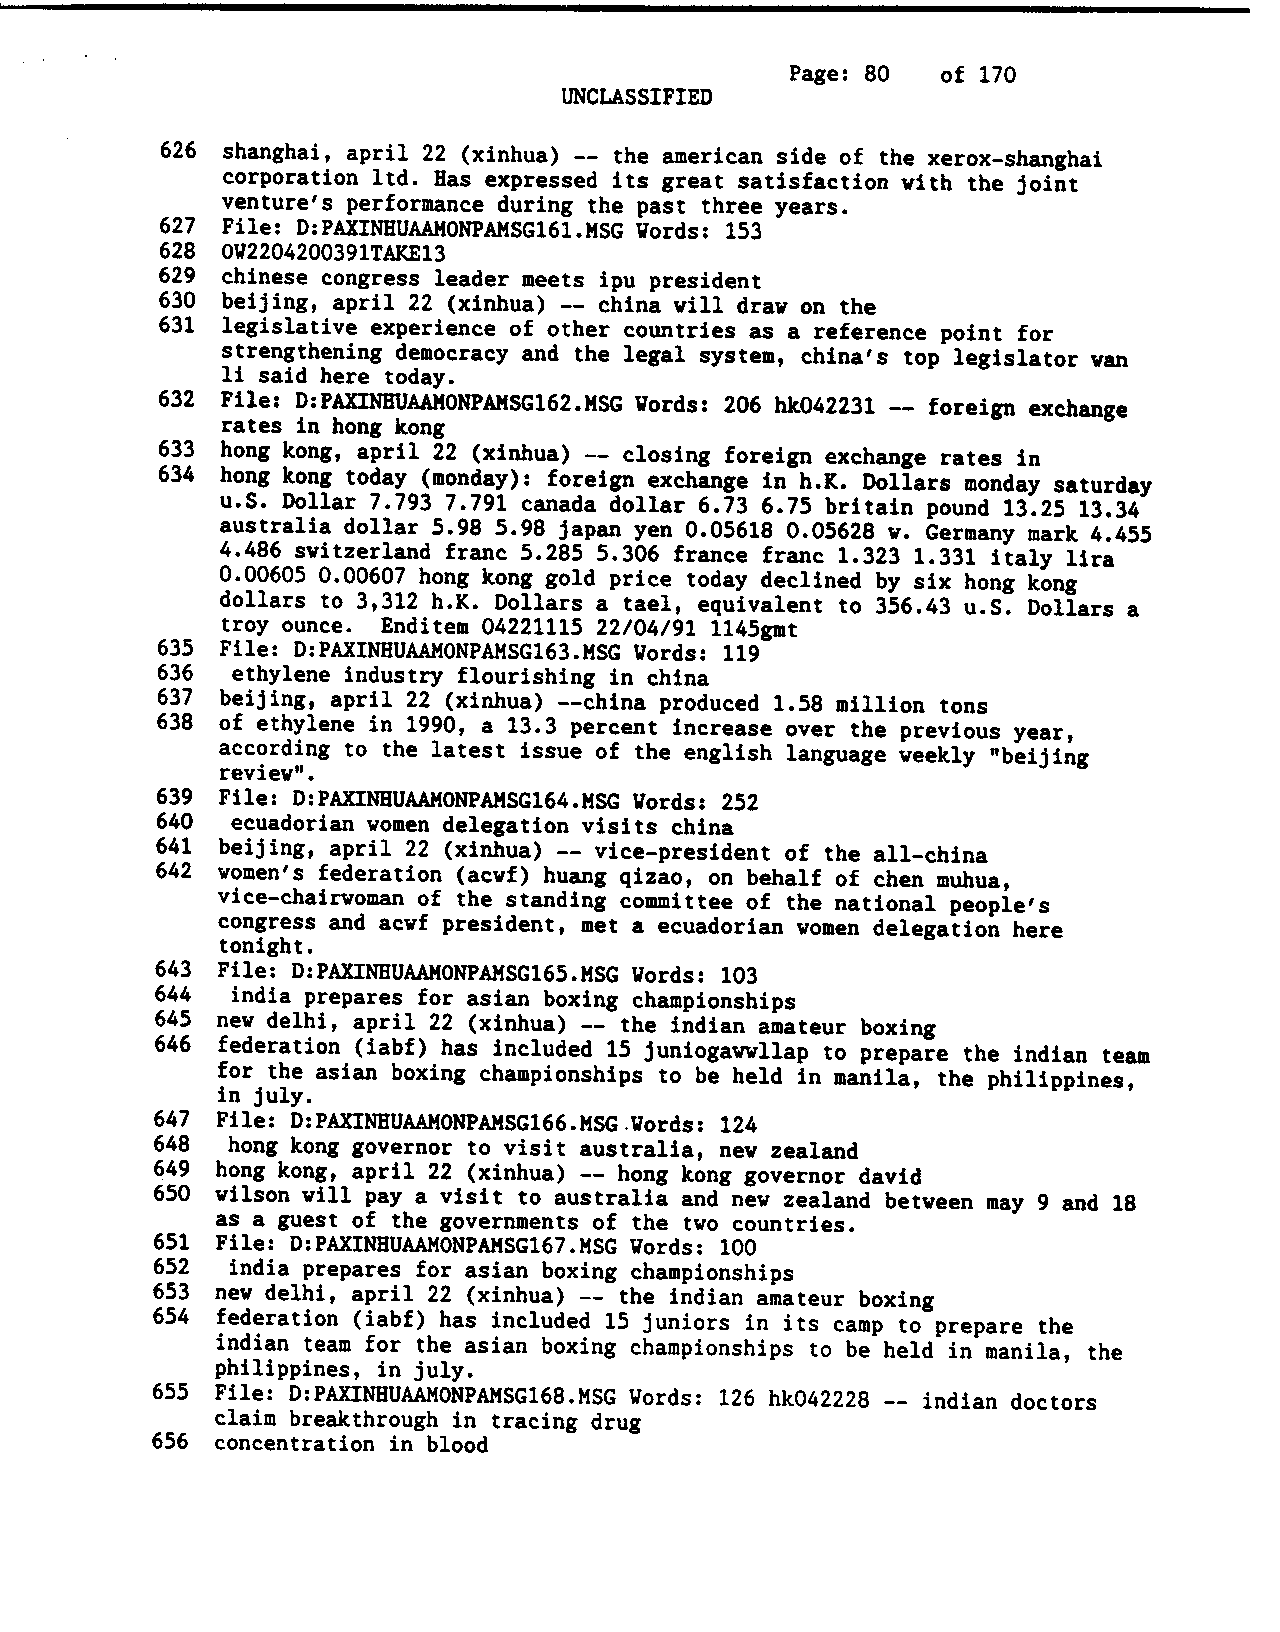 Page: 80 of 170
UNCLASSIFIED
626 shanghai, april 22 (xinhua) -- the american side of the xerox-shanghai
corporation ltd. Has expressed its great satisfaction with the joint
venture's performance during the past three years.
627 File: D:PAXINHUAAMONPAMSG161.MSG Words: 153
628 OW2204200391TAKE13
629 chinese congress leader meets ipu president
630 beijing, april 22 (xinhua) -- china will draw on the
631 legislative experience of other countries as a reference point for
strengthening democracy and the legal system, china's top legislator wan
li said here today.
632 File: D:PAXINHUAAMONPAMSG162.MSG Words: 206 hk042231 -- foreign exchange
rates in hong kong
633 hong kong, april 22 (xinhua) -- closing foreign exchange rates in
634 hong kong today (monday): foreign exchange in h.K. Dollars monday saturday
u.S. Dollar 7.793 7.791 canada dollar 6.73 6.75 britain pound 13.25 13.34
australia dollar 5.98 5.98 japan yen 0.05618 0.05628 w. Germany mark 4.455
4.486 switzerland franc 5.285 5.306 france franc 1.323 1.331 italy lira
0.00605 0.00607 hong kong gold price today declined by six hong kong
dollars to 3,312 h.K. Dollars a tael, equivalent to 356.43 u.S. Dollars a
troy ounce. Enditem 04221115 22/04/91 1145gmt
635 File: D:PAXINHUAAMONPAMSG163.MSG Words: 119
636 ethylene industry flourishing in china
637 beijing, april 22 (xinhua) --china produced 1.58 million tons
638 of ethylene in 1990, a 13.3 percent increase over the previous year,
according to the latest issue of the english language weekly "beijing
review".
639 File: D:PAXINHUAAMONPAMSG164.MSG Words: 252
640 ecuadorian women delegation visits china
641 beijing, april 22 (xinhua) -- vice-president of the all-china
642 women's federation (acwf) huang qizao, on behalf of chen muhua,
vice-chairwoman of the standing committee of the national people's
congress and acwf president, met a ecuadorian women delegation here
tonight.
643 File: D:PAXINHUAAMONPAMSG165.MSG Words: 103
644 india prepares for asian boxing championships
645 new delhi, april 22 (xinhua) -- the indian amateur boxing
646 federation (iabf) has included 15 juniogawwllap to prepare the indian team
for the asian boxing championships to be held in manila, the philippines,
in july.
647 File: D:PAXINHUAAMONPAMSG166.MSG Words: 124
648 hong kong governor to visit australia, new zealand
649 hong kong, april 22 (xinhua) -- hong kong governor david
650 wilson will pay a visit to australia and new zealand between may 9 and 18
as a guest of the governments of the two countries.
651 File: D:PAXINHUAAMONPAMSG167.MSG Words: 100
652 india prepares for asian boxing championships
653 new delhi, april 22 (xinhua) -- the indian amateur boxing
654 federation (iabf) has included 15 juniors in its camp to prepare the
indian team for the asian boxing championships to be held in manila, the
philippines, in july.
655 File: D:PAXINHUAAMONPAMSG168.MSG Words: 126 hk042228 -- indian doctors
claim breakthrough in tracing drug
656 concentration in blood